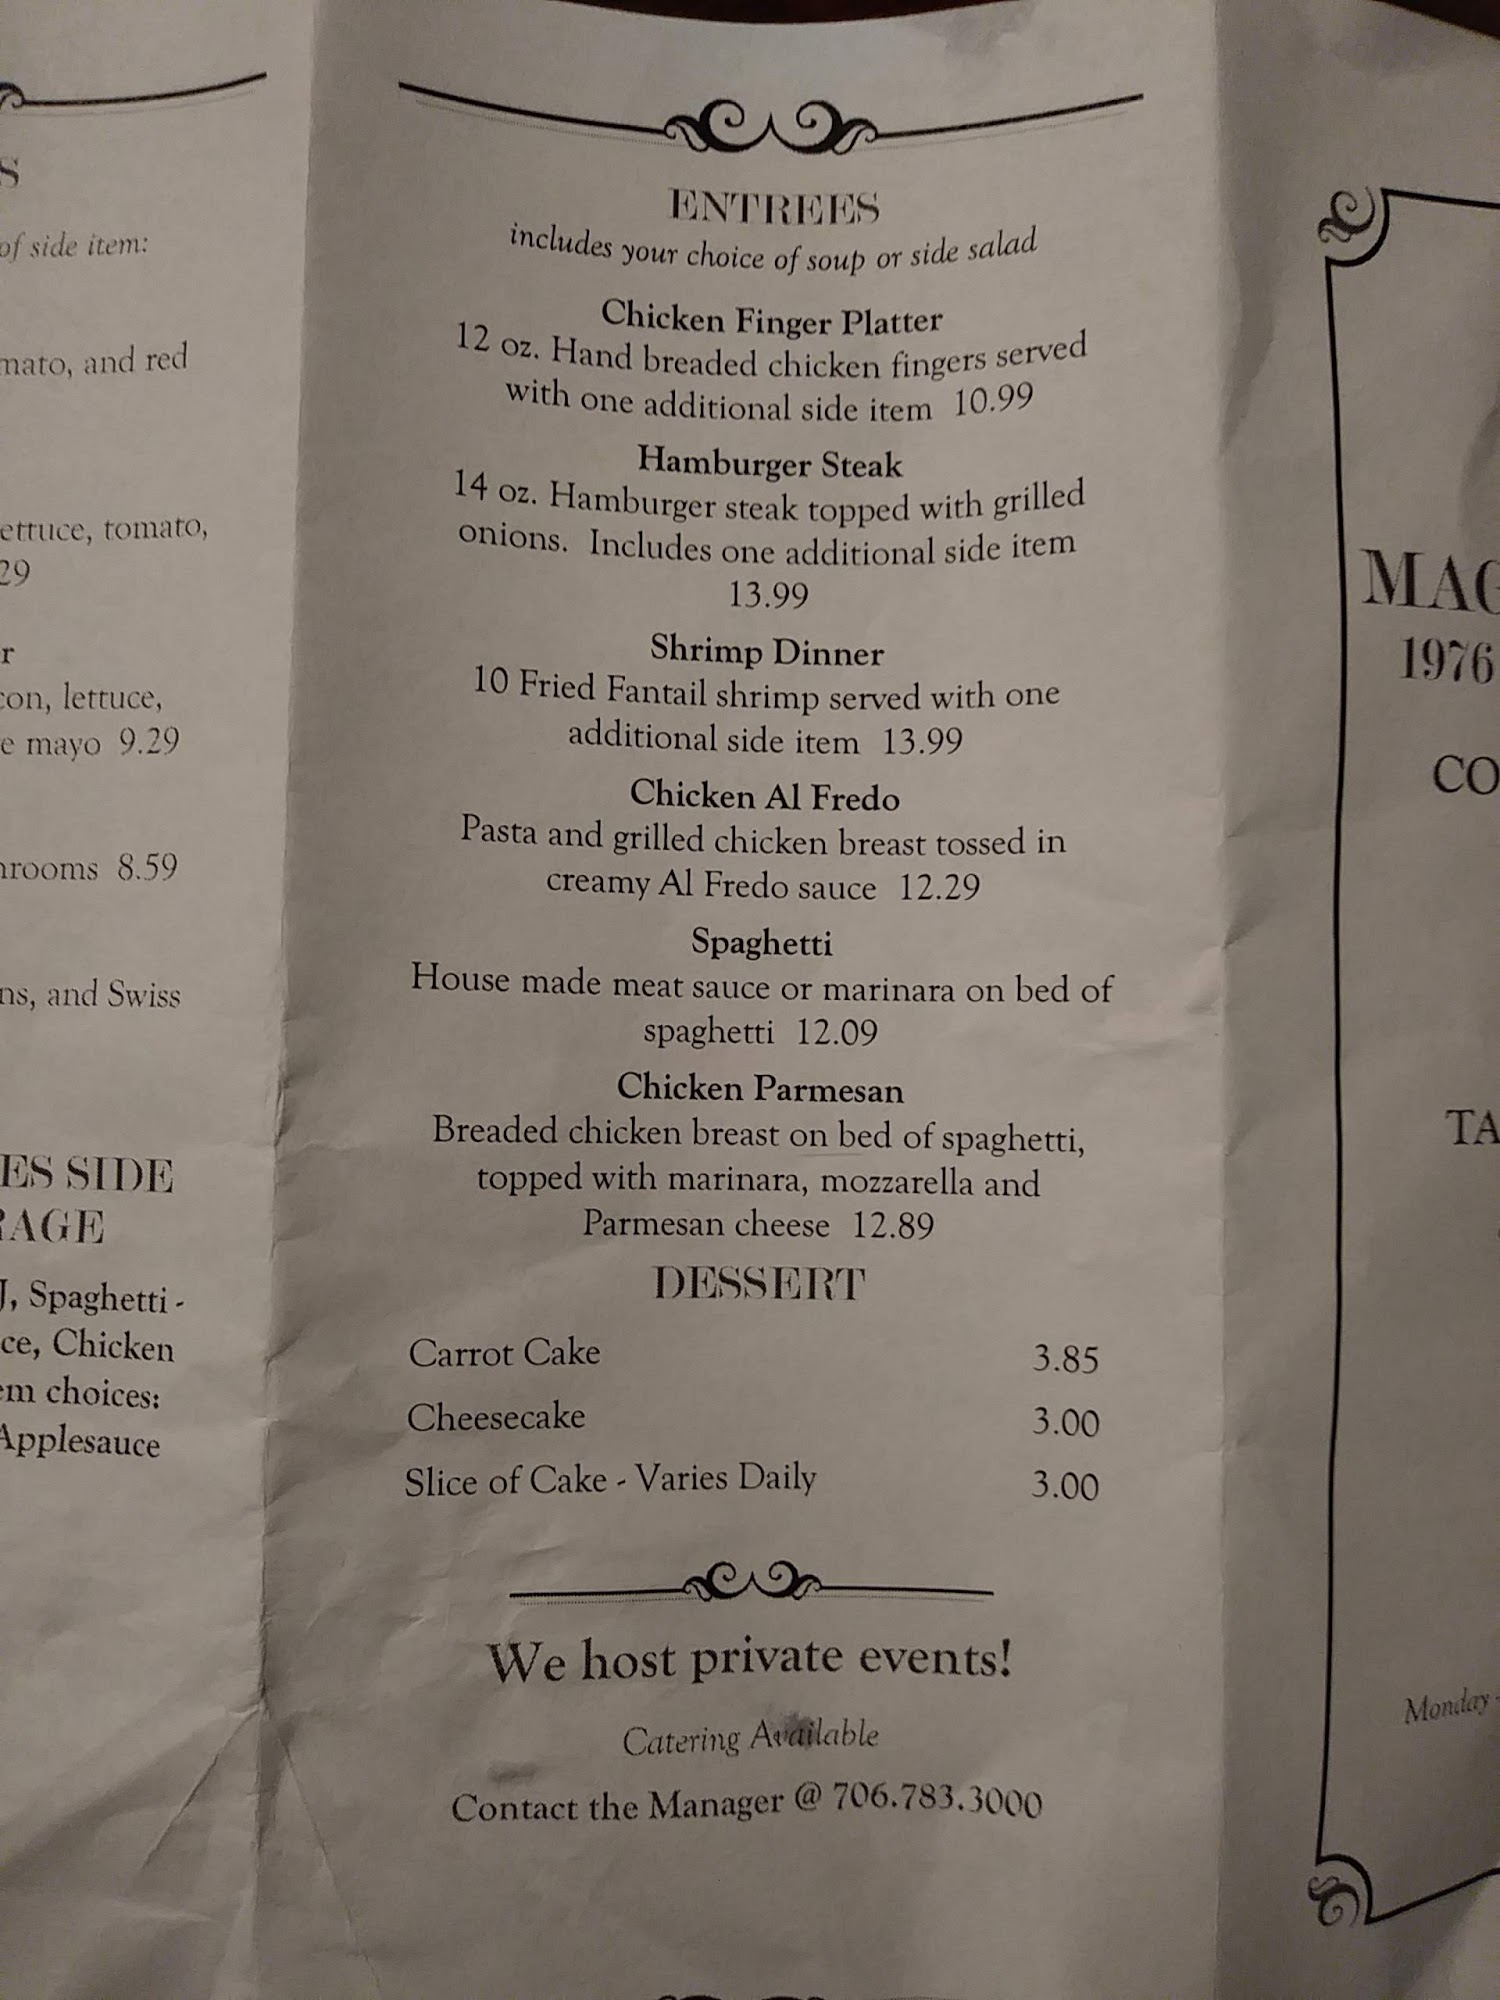 S
of side item:
mato, and red
ettuce, tomato,
29
r
con, lettuce,
e mayo 9.29
hrooms 8.59
ns, and Swiss
ES SIDE
RAGE
J, Spaghetti -
ce, Chicken
em choices:
Applesauce
ENTREES
includes your choice of soup or side salad
Chicken Finger Platter
12 oz. Hand breaded chicken fingers served
with one additional side item 10.99
Hamburger Steak
14 oz. Hamburger steak topped with grilled
onions. Includes one additional side item
13.99
Shrimp Dinner
10 Fried Fantail shrimp served with one
additional side item 13.99
Chicken Al Fredo
Pasta and grilled chicken breast tossed in
creamy Al Fredo sauce 12.29
Spaghetti
House made meat sauce or marinara on bed of
spaghetti 12.09
Chicken Parmesan
Breaded chicken breast on bed of spaghetti,
topped with marinara, mozzarella and
Parmesan cheese 12.89
DESSERT
Carrot Cake 3.85
Cheesecake 3.00
Slice of Cake - Varies Daily 3.00
We host private events!
Catering Available
Contact the Manager @ 706.783.3000
MAG
1976
CO
TA
Monday -